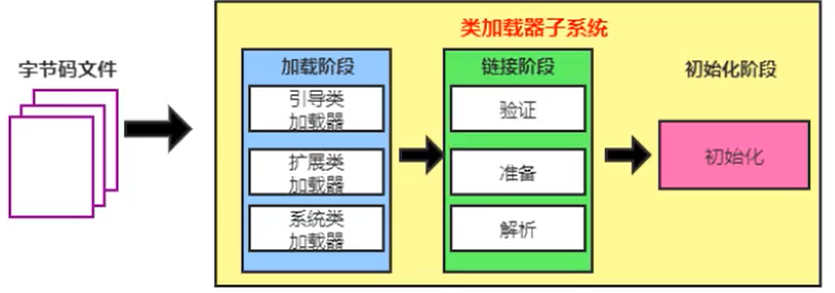 类加载器子系统
字节码文件
加载阶段
引导类
加载器
扩展类
加载器
系统类
加载器
链接阶段
验证
准备
解析
初始化阶段
初始化